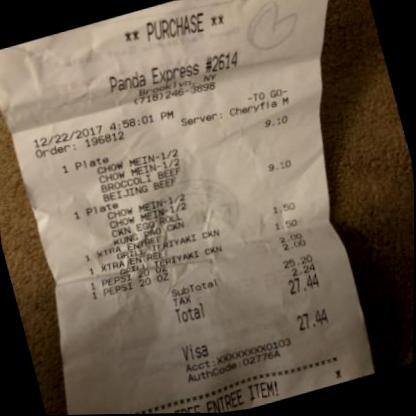 ** PURCHASE **
Panda Express #2614
Brooklyn, NY
(718)246-3898
-TO GO-
12/22/2017 4:58:01 PM
Order: 196812 Server: Cheryfia M
1 Plate 9.10
CHOW MEIN-1/2
CHOW MEIN-1/2
BROCCOLI BEEF
BEIJING BEEF
1 Plate 9.10
CHOW MEIN-1/2
CHOW MEIN-1/2
CKN EGG ROLL
KUNG PAO CKN
1 XTRA ENTREE 1.50
GRILL TERIYAKI CKN
1 XTRA ENTREE 1.50
GRILL TERIYAKI CKN
1 PEPSI 20 OZ 2.00
1 PEPSI 20 OZ 2.00
SubTotal 25.20
TAX 2.24
Total 27.44
Visa 27.44
Acct:XXXXXXXX0103
AuthCode:02776A
FREE ENTREE ITEM!